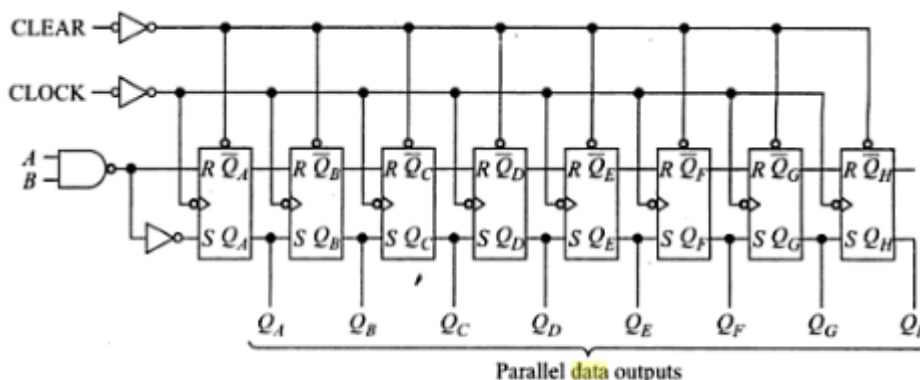 CLEAR
CLOCK
A
B
R Q̅A R Q̅B R Q̅C R Q̅D R Q̅E R Q̅F R Q̅G R Q̅H
S QA S QB S QC S QD S QE S QF S QG S QH
QA QB QC QD QE QF QG
Parallel data outputs